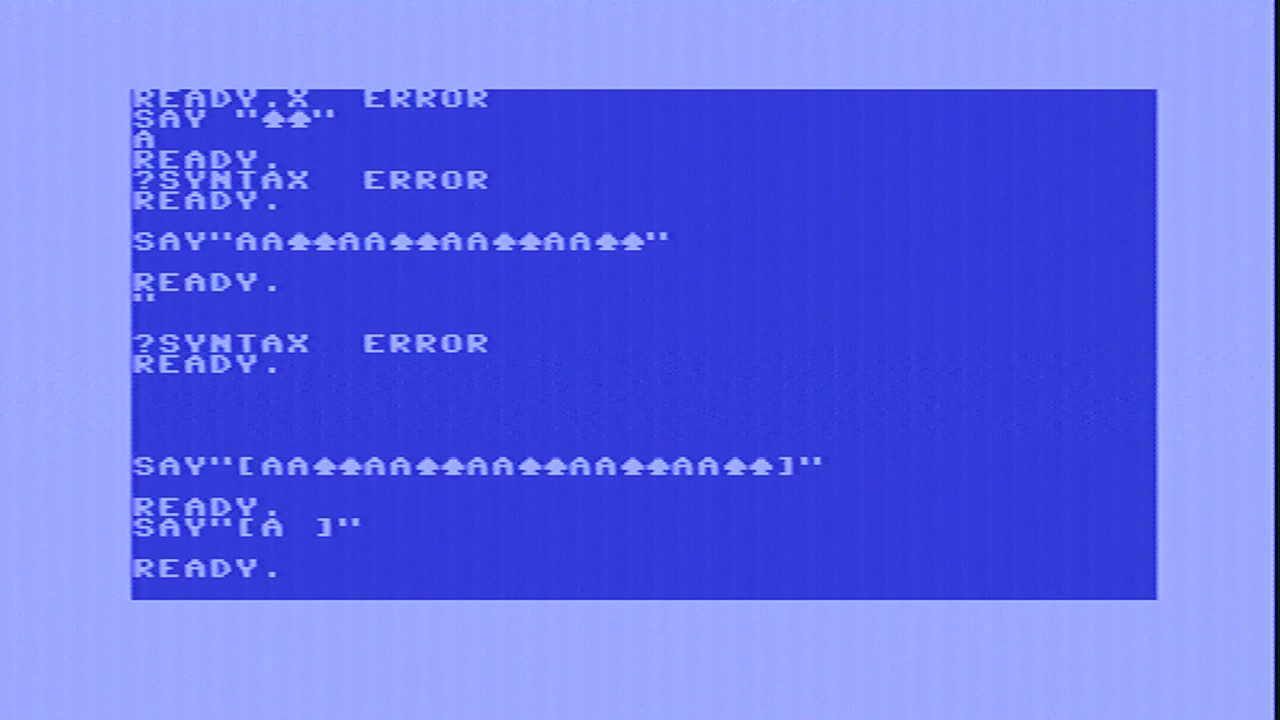 READY.X  ERROR
SAY "♠♠"
A
READY.
?SYNTAX  ERROR
READY.
SAY"AA♠♠AA♠♠AA♠♠AA♠♠"
READY.
"
?SYNTAX  ERROR
READY.
SAY"[AA♠♠AA♠♠AA♠♠AA♠♠AA♠♠]"
READY.
SAY"[A ]"
READY.